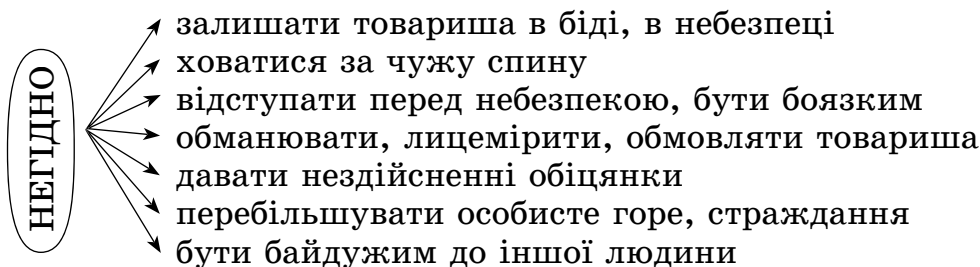 НЕГІДНО
залишати товариша в біді, в небезпеці
ховатися за чужу спину
відступати перед небезпекою, бути боязким
обманювати, лицемірити, обмовляти товариша
давати нездійсненні обіцянки
перебільшувати особисте горе, страждання
бути байдужим до іншої людини